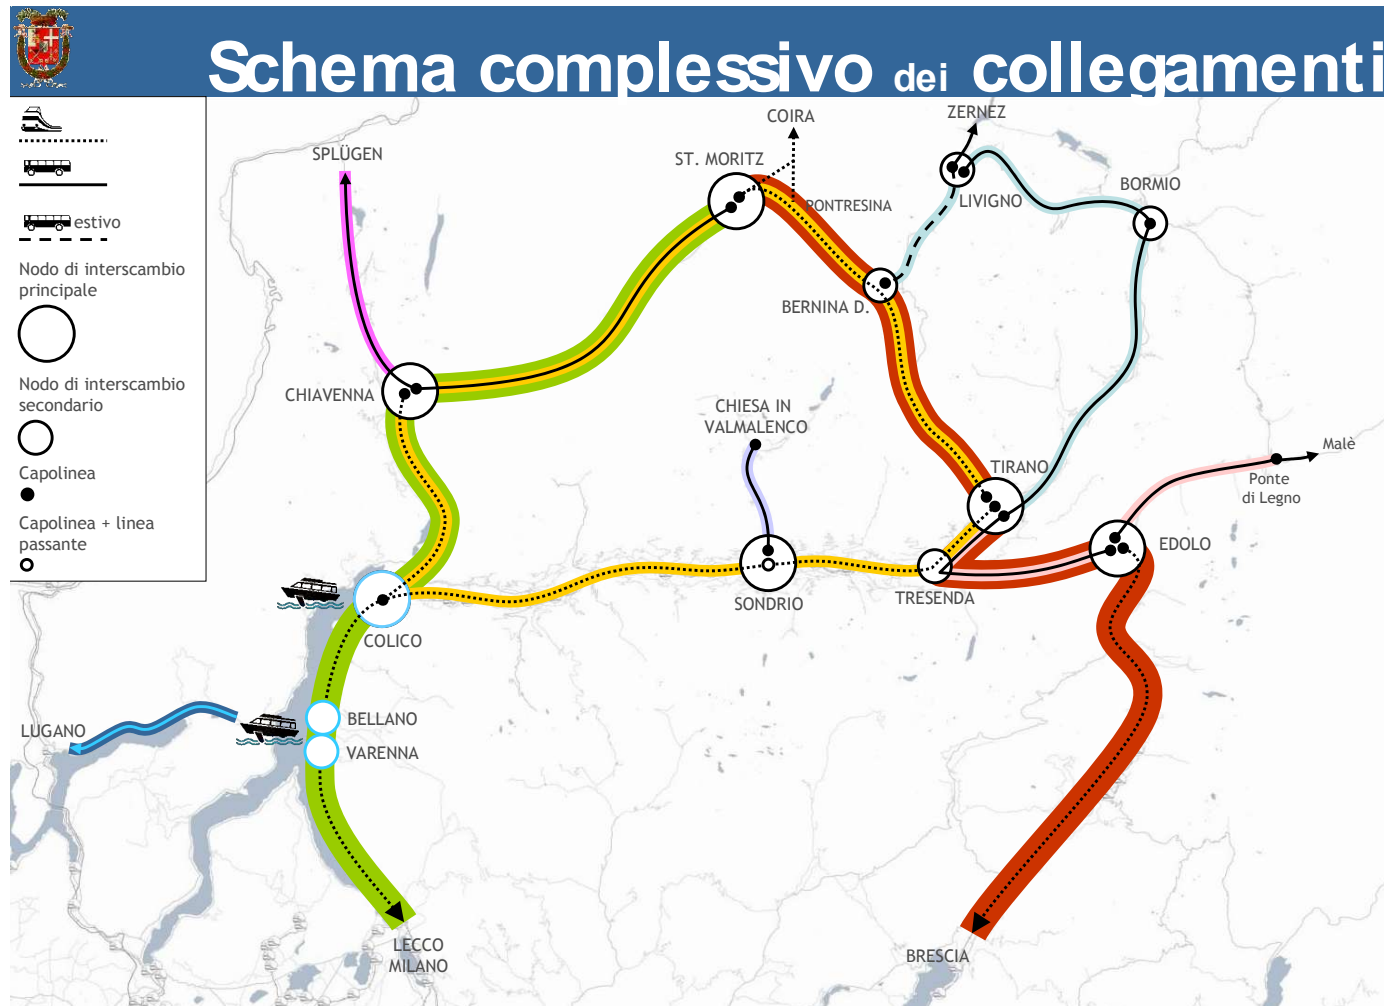 Schema complessivo dei collegamenti
estivo
Nodo di interscambio
principale
Nodo di interscambio
secondario
Capolinea
Capolinea + linea
passante
COIRA
ZERNEZ
SPLÜGEN
ST. MORITZ
BORMIO
LIVIGNO
PONTRESINA
BERNINA D.
CHIAVENNA
CHIESA IN
VALMALENCO
TIRANO
Malè
Ponte
di Legno
EDOLO
SONDRIO
TRESENDA
COLICO
BELLANO
LUGANO
VARENNA
LECCO
MILANO
BRESCIA